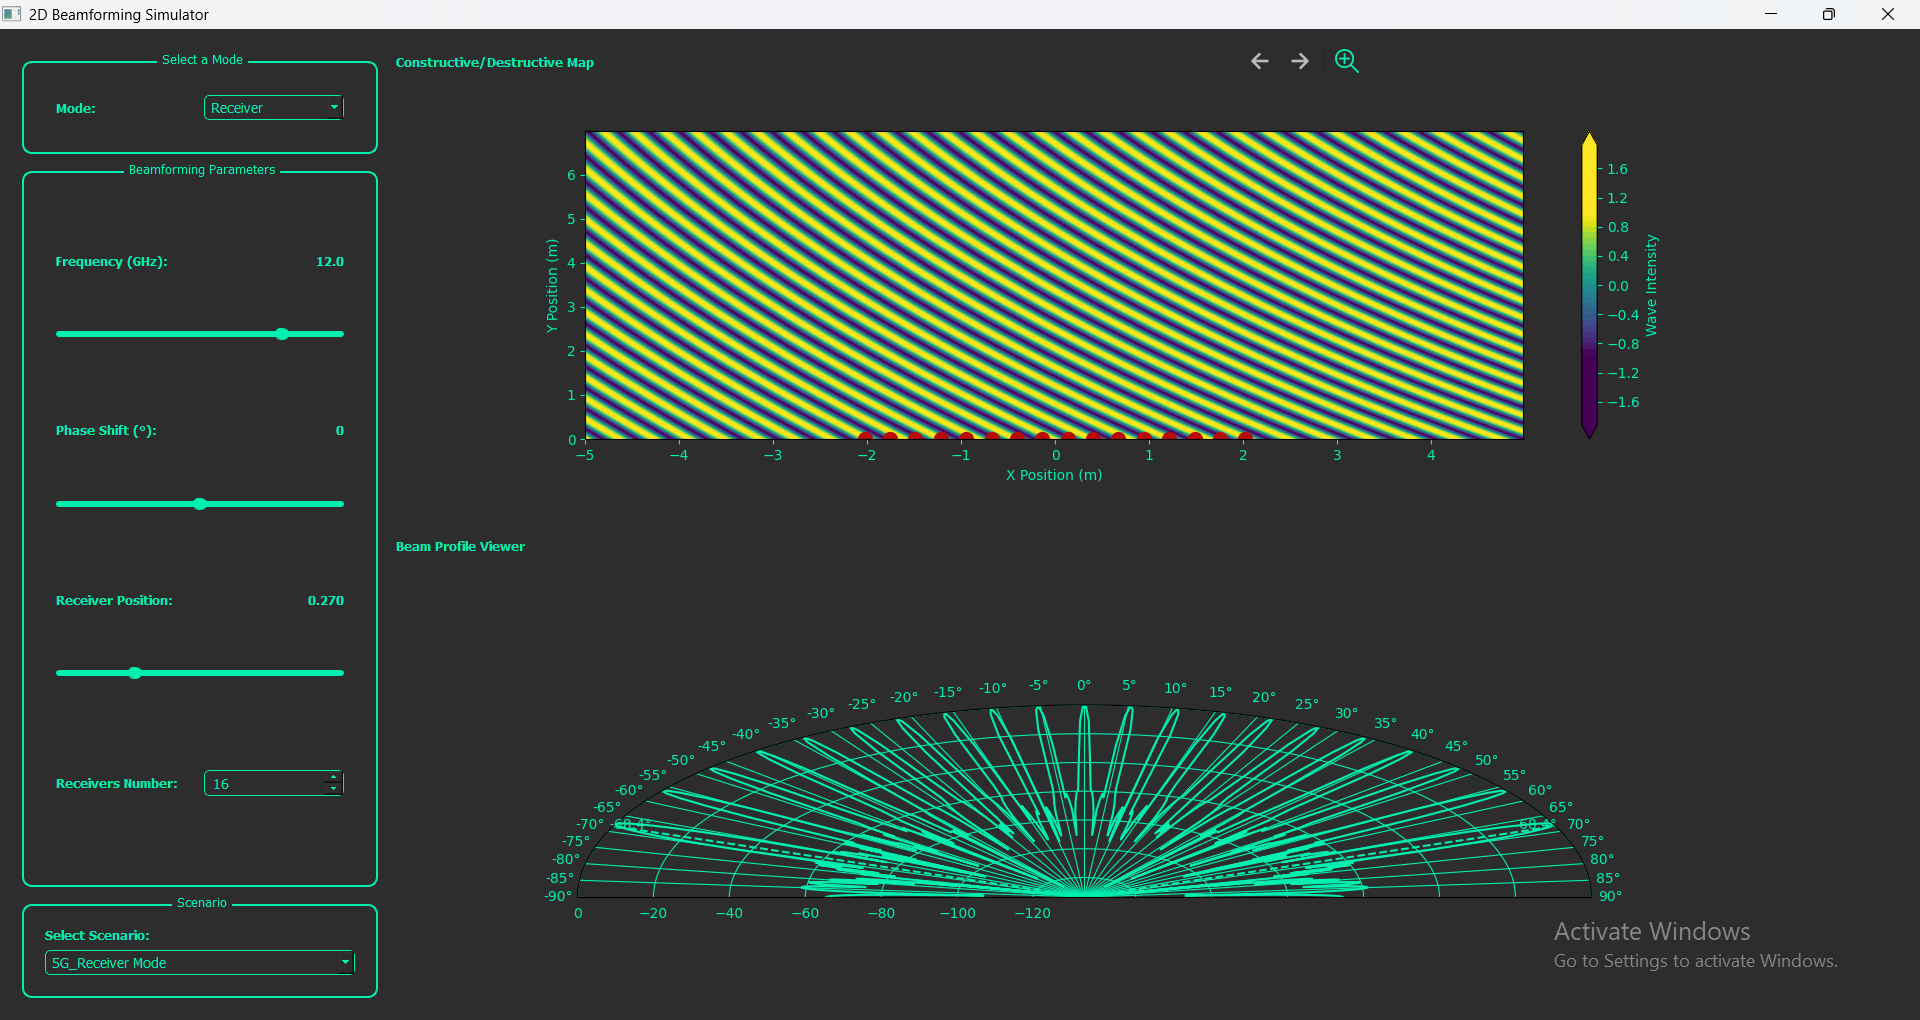 2D Beamforming Simulator
Select a Mode
Mode:
Receiver
Beamforming Parameters
Frequency (GHz):
12.0
Phase Shift (°):
0
Receiver Position:
0.270
Receivers Number:
16
Scenario
Select Scenario:
5G_Receiver Mode
Constructive/Destructive Map
6
5
4
3
2
1
0
Y Position (m)
−5 −4 −3 −2 −1 0 1 2 3 4
X Position (m)
1.6
1.2
0.8
0.4
0.0
−0.4
−0.8
−1.2
−1.6
Wave Intensity
Beam Profile Viewer
-90°
-85°
-80°
-75°
-70°
-68.4°
-65°
-60°
-55°
-50°
-45°
-40°
-35°
-30°
-25°
-20°
-15°
-10°
-5°
0°
5°
10°
15°
20°
25°
30°
35°
40°
45°
50°
55°
60°
65°
68.4°
70°
75°
80°
85°
90°
0 −20 −40 −60 −80 −100 −120
Activate Windows
Go to Settings to activate Windows.